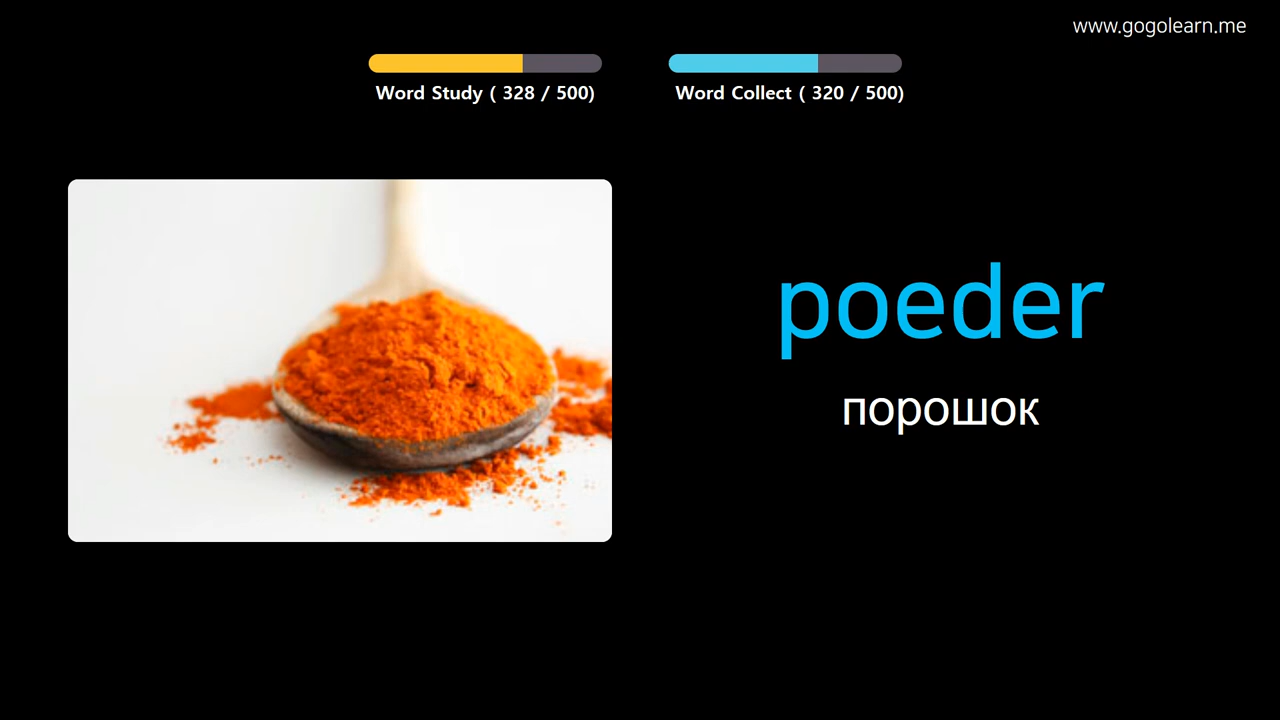 www.gogolearn.me
Word Study ( 328 / 500)
Word Collect ( 320 / 500)
poeder
порошок